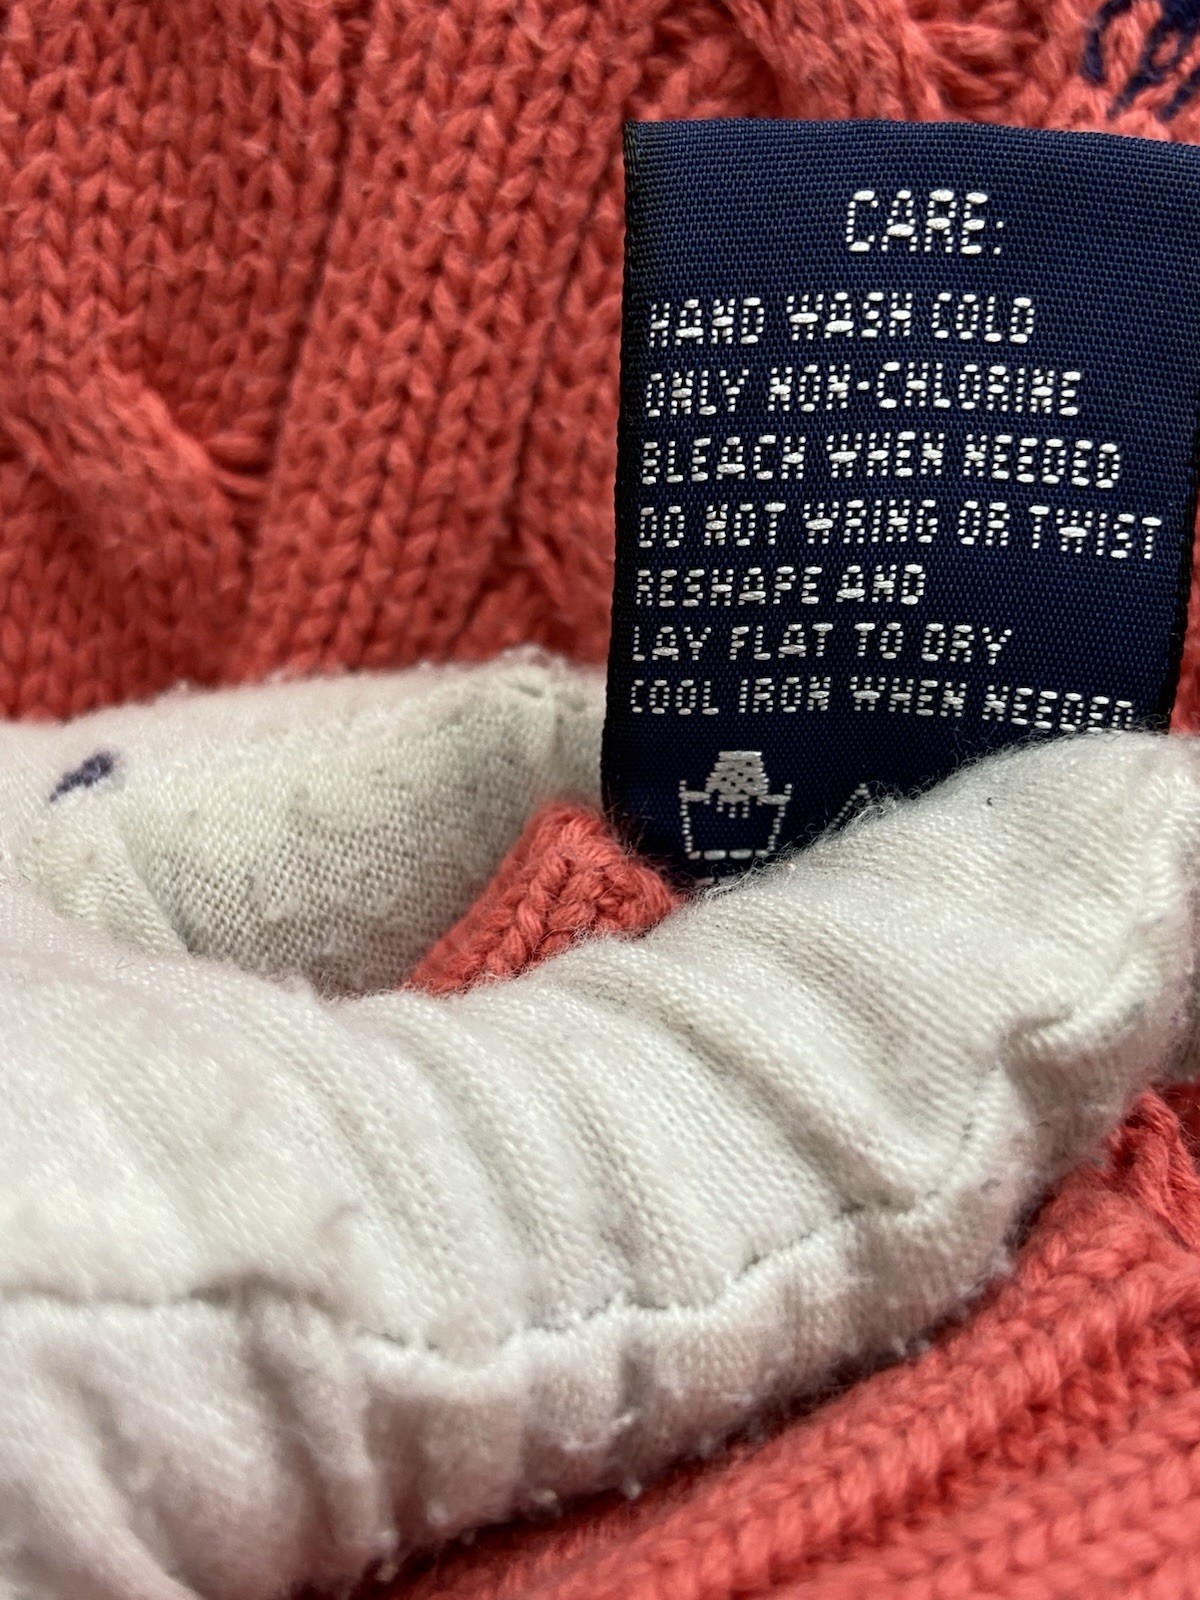 CARE:
HAND WASH COLD
ONLY NON-CHLORINE
BLEACH WHEN NEEDED
DO NOT WRING OR TWIST
RESHAPE AND
LAY FLAT TO DRY
COOL IRON WHEN NEEDED